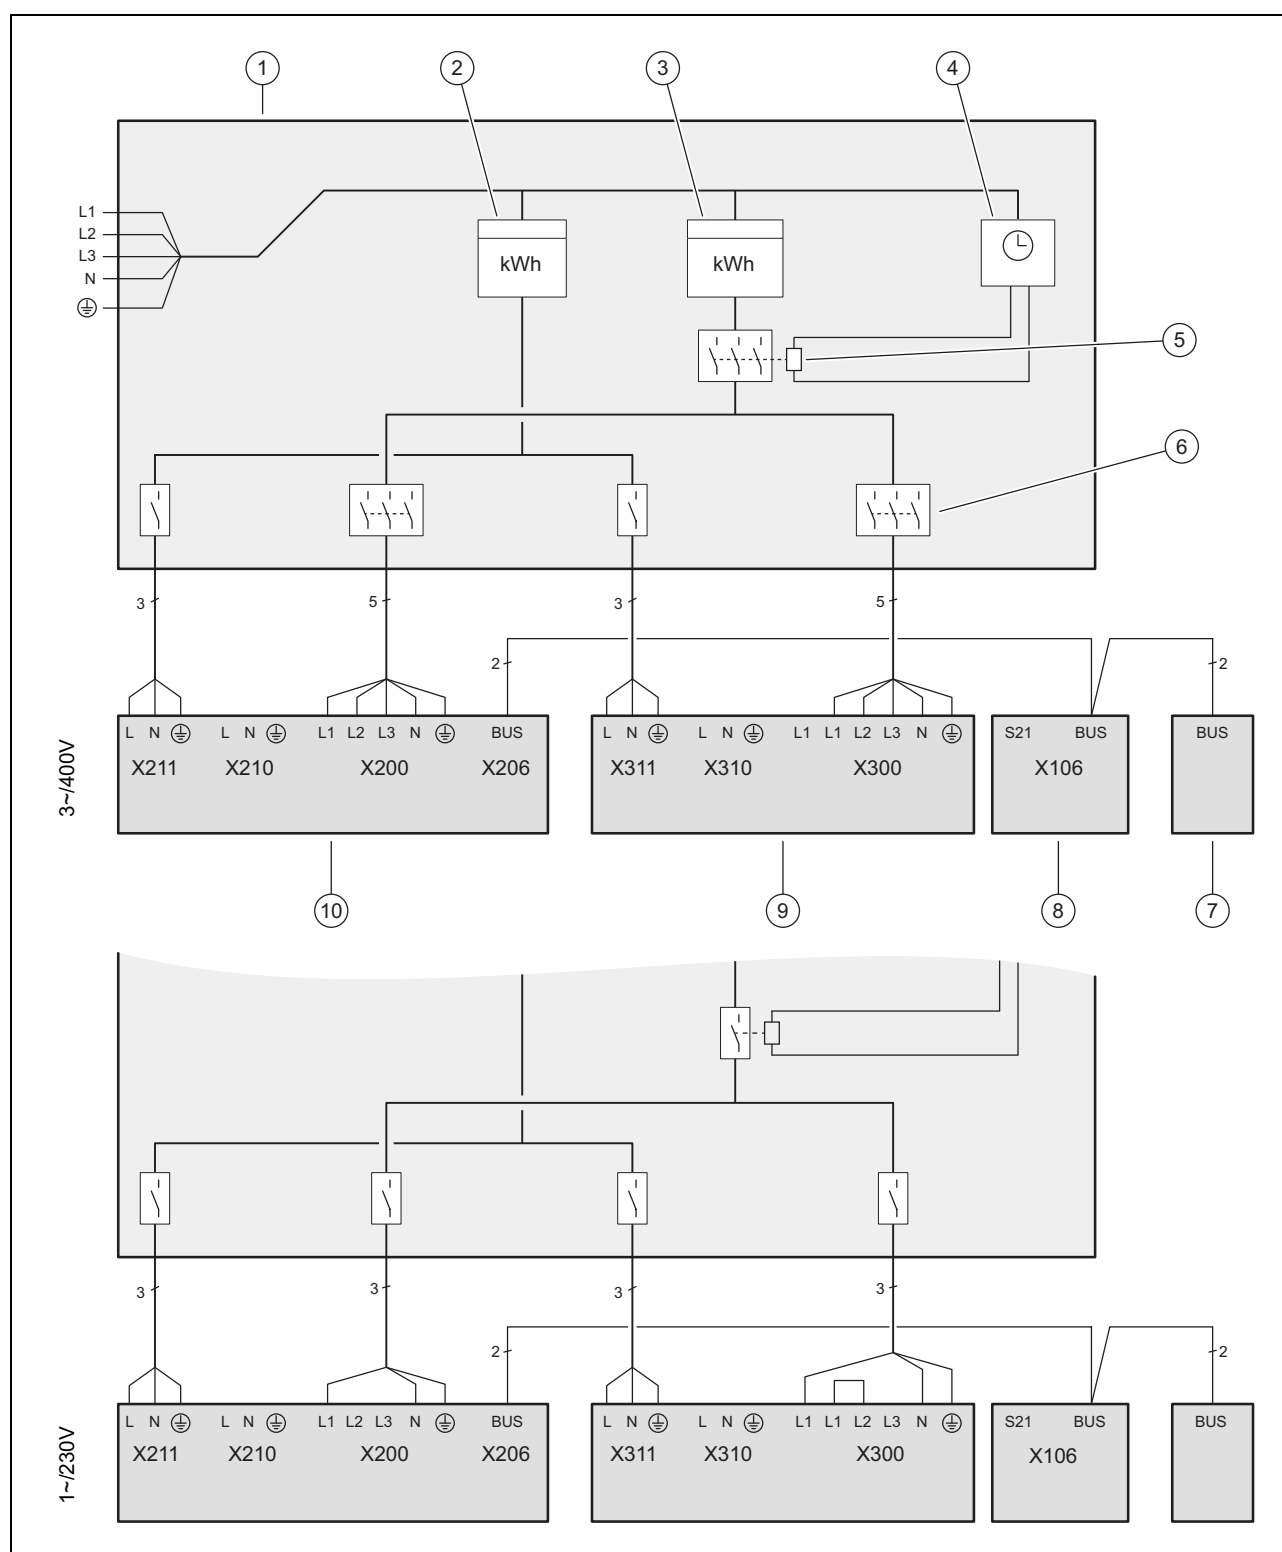 1 2 3 4
L1
L2
L3
N
kWh kWh
5
6
3 5 3 5
2 2
L N L N L1 L2 L3 N BUS L N L N L1 L1 L2 L3 N S21 BUS BUS
X211 X210 X200 X206 X311 X310 X300 X106
3~/400V
10 9 8 7
3 3 3 3
2 2
L N L N L1 L2 L3 N BUS L N L N L1 L1 L2 L3 N S21 BUS BUS
X211 X210 X200 X206 X311 X310 X300 X106
1~/230V